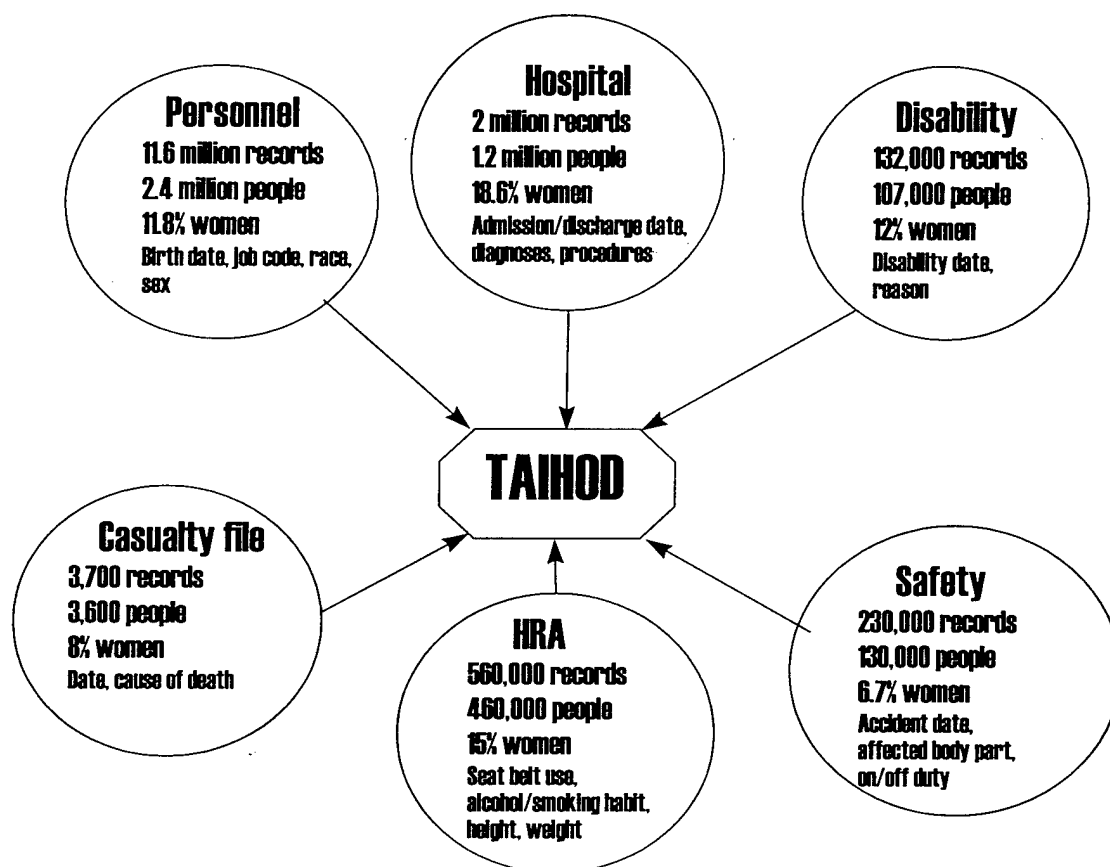 Personnel
11.6 million records
2.4 million people
11.8% women
Birth date, job code, race,
sex
Hospital
2 million records
1.2 million people
18.6% women
Admission/discharge date,
diagnoses, procedures
Disability
132,000 records
107,000 people
12% women
Disability date,
reason
TAIHOD
Casualty file
3,700 records
3,600 people
8% women
Date, cause of death
HRA
560,000 records
460,000 people
15% women
Seat belt use,
alcohol/smoking habit,
height, weight
Safety
230,000 records
130,000 people
6.7% women
Accident date,
affected body part,
on/off duty